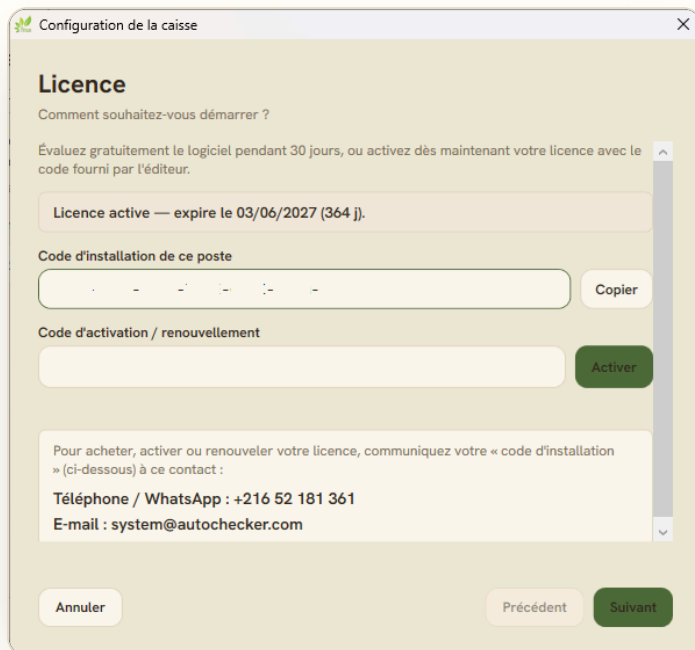 Configuration de la caisse
Licence
Comment souhaitez-vous démarrer ?
Évaluez gratuitement le logiciel pendant 30 jours, ou activez dès maintenant votre licence avec le
code fourni par l'éditeur.
Licence active — expire le 03/06/2027 (364 j).
Code d'installation de ce poste
Copier
Code d'activation / renouvellement
Activer
Pour acheter, activer ou renouveler votre licence, communiquez votre « code d'installation
» (ci-dessous) à ce contact :
Téléphone / WhatsApp : +216 52 181 361
E-mail : system@autochecker.com
Annuler
Précédent
Suivant